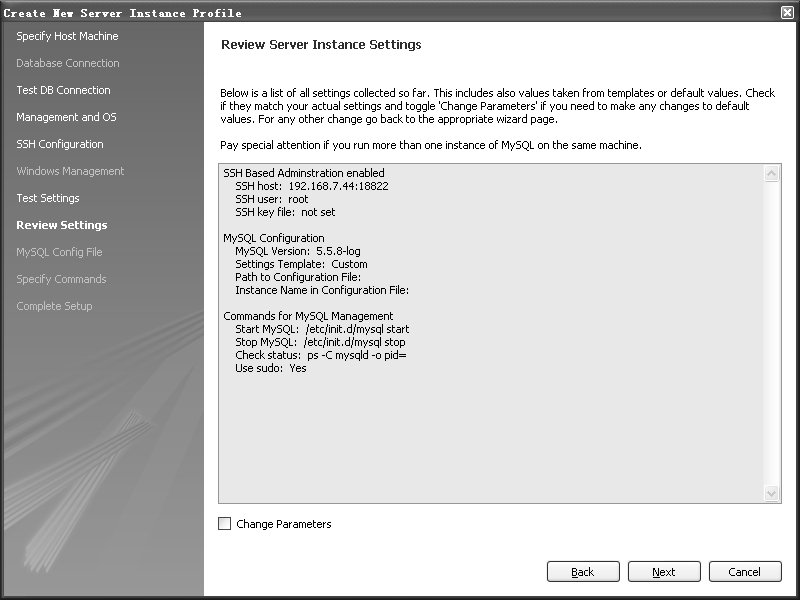 Create New Server Instance Profile
Specify Host Machine
Database Connection
Test DB Connection
Management and OS
SSH Configuration
Windows Management
Test Settings
Review Settings
MySQL Config File
Specify Commands
Complete Setup
Review Server Instance Settings
Below is a list of all settings collected so far. This includes also values taken from templates or default values. Check
if they match your actual settings and toggle 'Change Parameters' if you need to make any changes to default
values. For any other change go back to the appropriate wizard page.
Pay special attention if you run more than one instance of MySQL on the same machine.
SSH Based Adminstration enabled
SSH host: 192.168.7.44:18822
SSH user: root
SSH key file: not set
MySQL Configuration
MySQL Version: 5.5.8-log
Settings Template: Custom
Path to Configuration File:
Instance Name in Configuration File:
Commands for MySQL Management
Start MySQL: /etc/init.d/mysql start
Stop MySQL: /etc/init.d/mysql stop
Check status: ps -C mysqld -o pid=
Use sudo: Yes
Change Parameters
Back
Next
Cancel